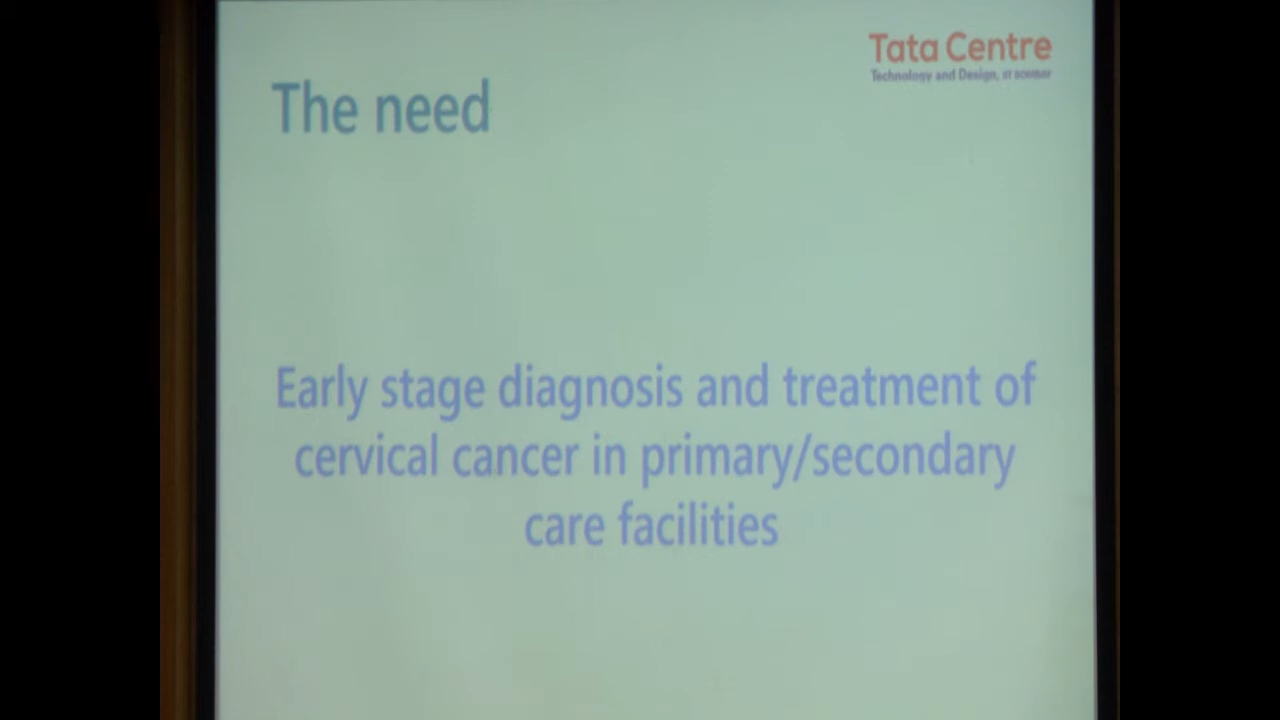 Tata Centre
Technology and Design, IIT BOMBAY
The need
Early stage diagnosis and treatment of
cervical cancer in primary/secondary
care facilities